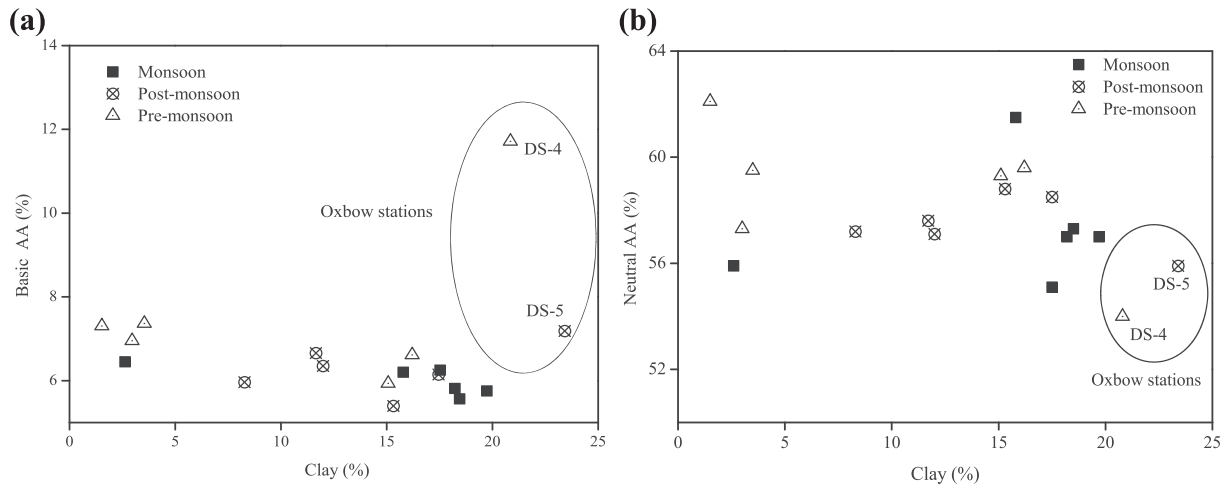 (a)
14
12
10
8
6
Basic AA (%)
Monsoon
Post-monsoon
Pre-monsoon
DS-4
Oxbow stations
DS-5
0 5 10 15 20 25
Clay (%)
(b)
64
60
56
52
Neutral AA (%)
Monsoon
Post-monsoon
Pre-monsoon
DS-5
DS-4
Oxbow stations
0 5 10 15 20 25
Clay (%)